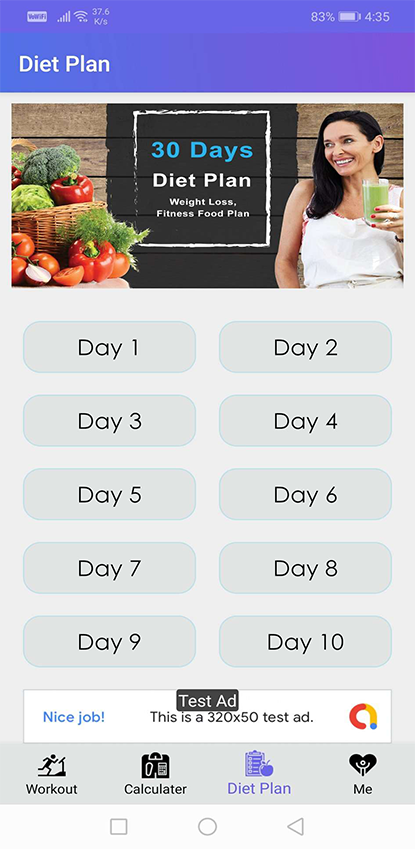 VoWiFi 37.6 K/s 83% 4:35
Diet Plan
30 Days
Diet Plan
Weight Loss,
Fitness Food Plan
Day 1 Day 2
Day 3 Day 4
Day 5 Day 6
Day 7 Day 8
Day 9 Day 10
Test Ad
Nice job! This is a 320x50 test ad.
Workout Calculater Diet Plan Me